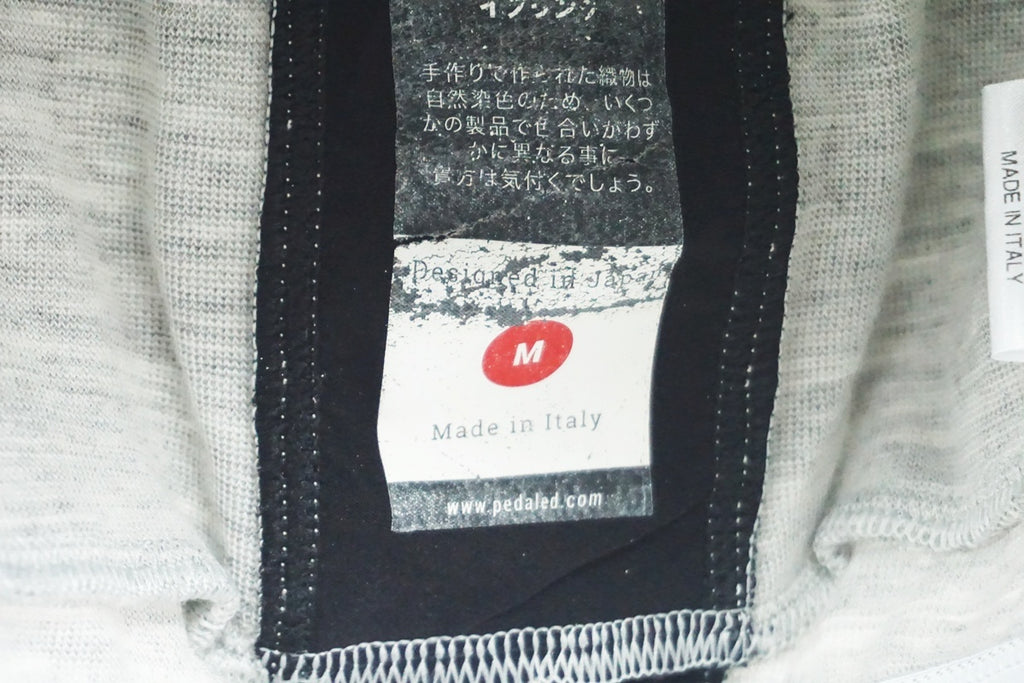 手作りで作られた織物は
自然染色のため、いくつ
かの製品でせ 合いがわず
かに異なる事に
貴方は気付くでしょう。
Designed in Japa
M
Made in Italy
www.pedaled.com
MADE IN ITALY